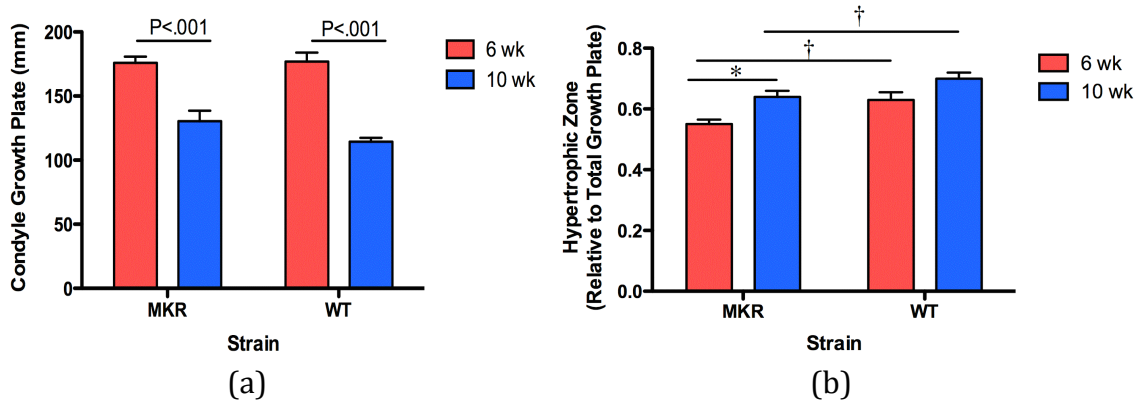 P<.001
P<.001
200
150
100
50
0
Condyle Growth Plate (mm)
MKR
WT
Strain
6 wk
10 wk
(a)
†
†
*
0.8
0.6
0.4
0.2
0.0
Hypertrophic Zone
(Relative to Total Growth Plate)
MKR
WT
Strain
6 wk
10 wk
(b)